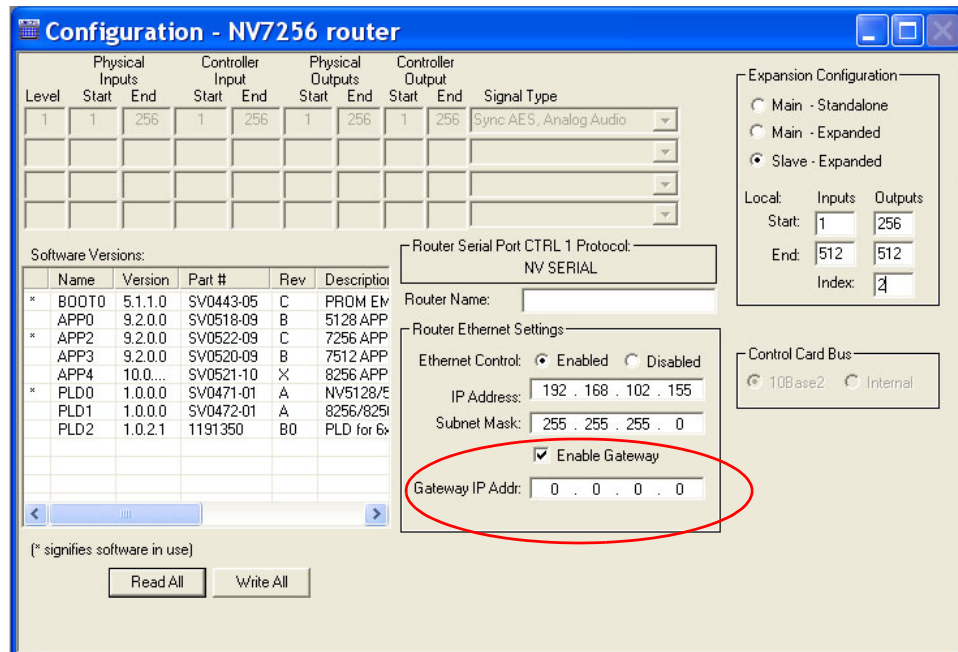 Configuration - NV7256 router
Physical Inputs Controller Input Physical Outputs Controller Output
Level Start End Start End Start End Start End Signal Type
1 1 256 1 256 1 256 1 256 Sync AES, Analog Audio
Expansion Configuration
Main - Standalone
Main - Expanded
Slave - Expanded
Local: Inputs Outputs
Start: 1 256
End: 512 512
Index: 2
Software Versions:
Name Version Part # Rev Description
* BOOT0 5.1.1.0 SV0443-05 C PROM EM
APP0 9.2.0.0 SV0518-09 B 5128 APP
* APP2 9.2.0.0 SV0522-09 C 7256 APP
APP3 9.2.0.0 SV0520-09 B 7512 APP
APP4 10.0.... SV0521-10 X 8256 APP
* PLD0 1.0.0.0 SV0471-01 A NV5128/5
PLD1 1.0.0.0 SV0472-01 A 8256/825
PLD2 1.0.2.1 1191350 B0 PLD for 6x
(* signifies software in use)
Read All Write All
Router Serial Port CTRL 1 Protocol:
NV SERIAL
Router Name:
Router Ethernet Settings
Ethernet Control: Enabled Disabled
IP Address: 192 . 168 . 102 . 155
Subnet Mask: 255 . 255 . 255 . 0
Enable Gateway
Gateway IP Addr: 0 . 0 . 0 . 0
Control Card Bus
10Base2 Internal